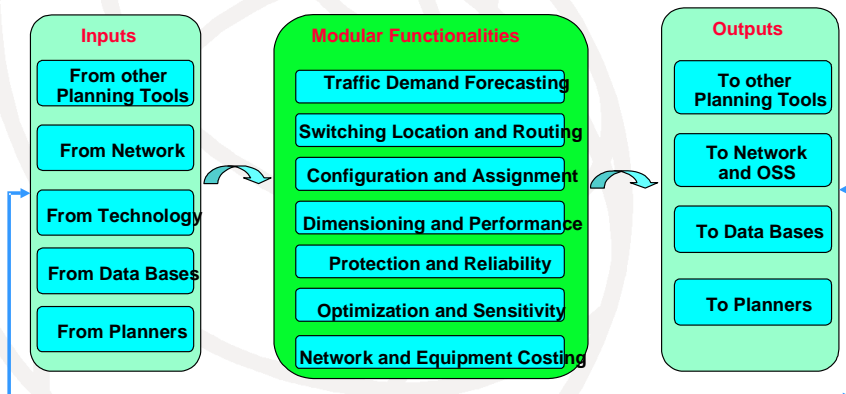 Inputs
From other
Planning Tools
From Network
From Technology
From Data Bases
From Planners
Modular Functionalities
Traffic Demand Forecasting
Switching Location and Routing
Configuration and Assignment
Dimensioning and Performance
Protection and Reliability
Optimization and Sensitivity
Network and Equipment Costing
Outputs
To other
Planning Tools
To Network
and OSS
To Data Bases
To Planners